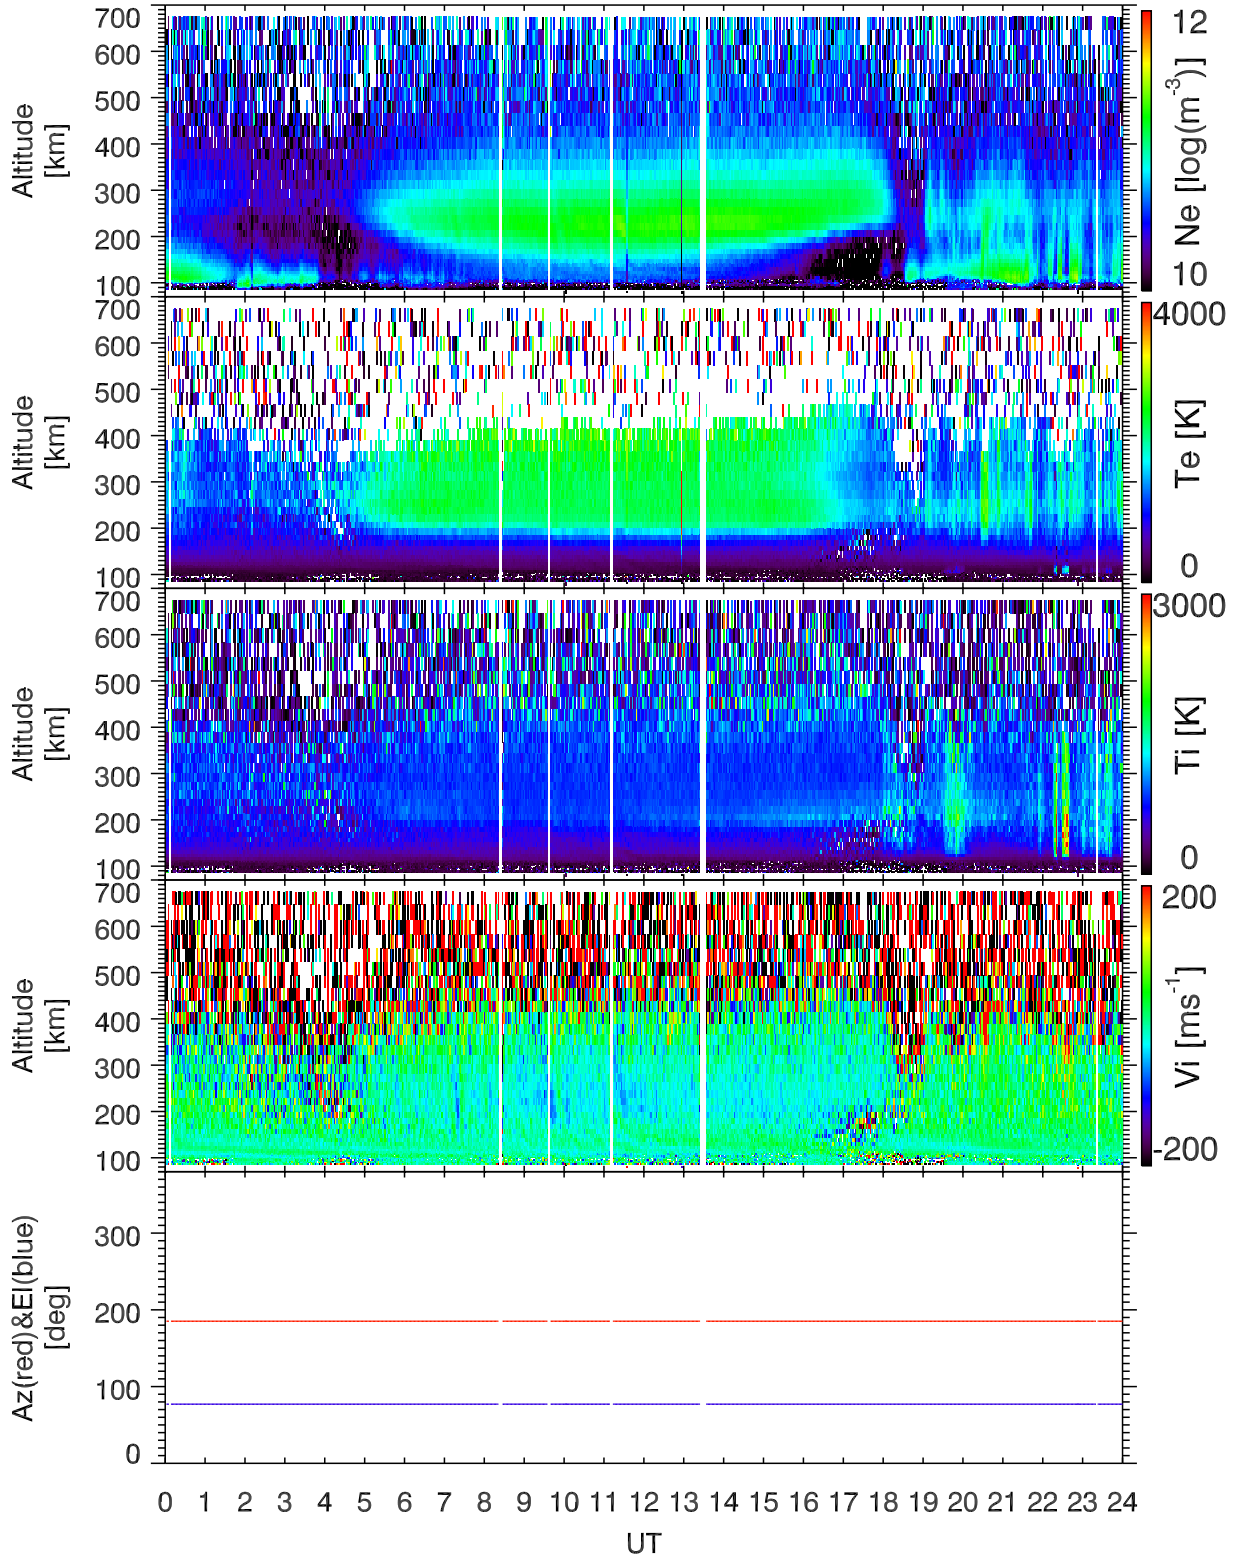 700
600
500
400
300
200
100
Altitude
[km]
12
10
Ne [log(m⁻³)]
700
600
500
400
300
200
100
Altitude
[km]
4000
0
Te [K]
700
600
500
400
300
200
100
Altitude
[km]
3000
0
Ti [K]
700
600
500
400
300
200
100
Altitude
[km]
200
-200
Vi [ms⁻¹]
300
200
100
0
Az(red)&El(blue)
[deg]
0 1 2 3 4 5 6 7 8 9 10 11 12 13 14 15 16 17 18 19 20 21 22 23 24
UT